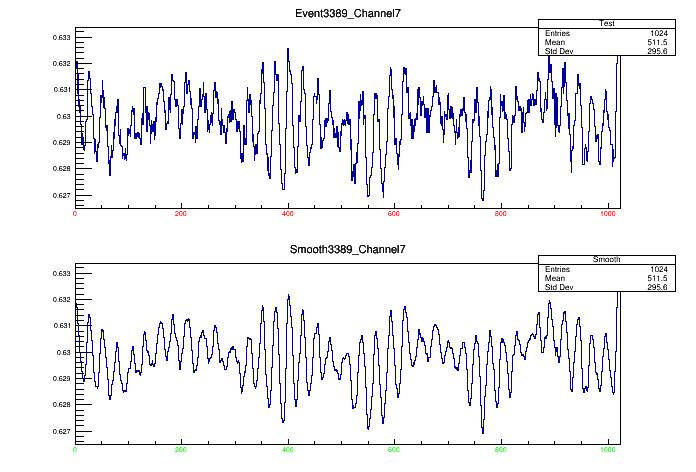 Event3389_Channel7
Test
Entries 1024
Mean 511.5
Std Dev 295.6
0.633
0.632
0.631
0.63
0.629
0.628
0.627
0 200 400 600 800 1000
Smooth3389_Channel7
Smooth
Entries 1024
Mean 511.5
Std Dev 295.6
0.633
0.632
0.631
0.63
0.629
0.628
0.627
0 200 400 600 800 1000